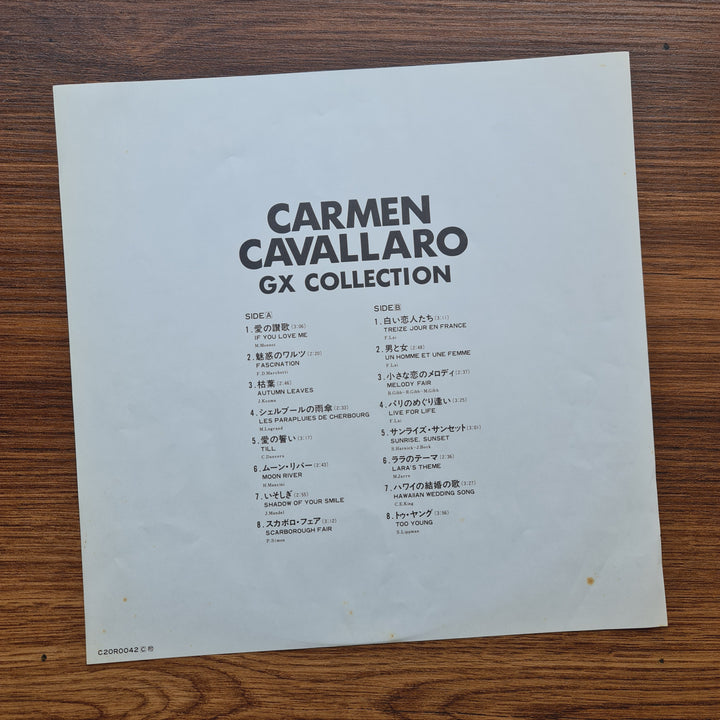 CARMEN
CAVALLARO
GX COLLECTION
SIDE A
1. 愛の讃歌 (3:06)
IF YOU LOVE ME
M.Monnot
2. 魅惑のワルツ (2:20)
FASCINATION
F.D.Marchetti
3. 枯葉 (2:46)
AUTUMN LEAVES
J.Kosma
4. シェルブールの雨傘 (2:33)
LES PARAPLUIES DE CHERBOURG
M.Legrand
5. 愛の誓い (3:17)
TILL
C.Danvers
6. ムーン・リバー (2:43)
MOON RIVER
H.Mancini
7. いそしぎ (2:55)
SHADOW OF YOUR SMILE
J.Mandel
8. スカボロ・フェア (3:12)
SCARBOROUGH FAIR
P.Simon
SIDE B
1. 白い恋人たち (3:11)
TREIZE JOUR EN FRANCE
F.Lai
2. 男と女 (2:48)
UN HOMME ET UNE FEMME
F.Lai
3. 小さな恋のメロディ (2:37)
MELODY FAIR
B.Gibb・R.Gibb・M.Gibb
4. パリのめぐり逢い (3:25)
LIVE FOR LIFE
F.Lai
5. サンライズ・サンセット (3:01)
SUNRISE, SUNSET
S.Harnick・J.Bock
6. ララのテーマ (2:36)
LARA'S THEME
M.Jarre
7. ハワイの結婚の歌 (3:27)
HAWAIIAN WEDDING SONG
C.E.King
8. トゥ・ヤング (3:56)
TOO YOUNG
S.Lippman
C20R0042 Ⓒ Ⓟ